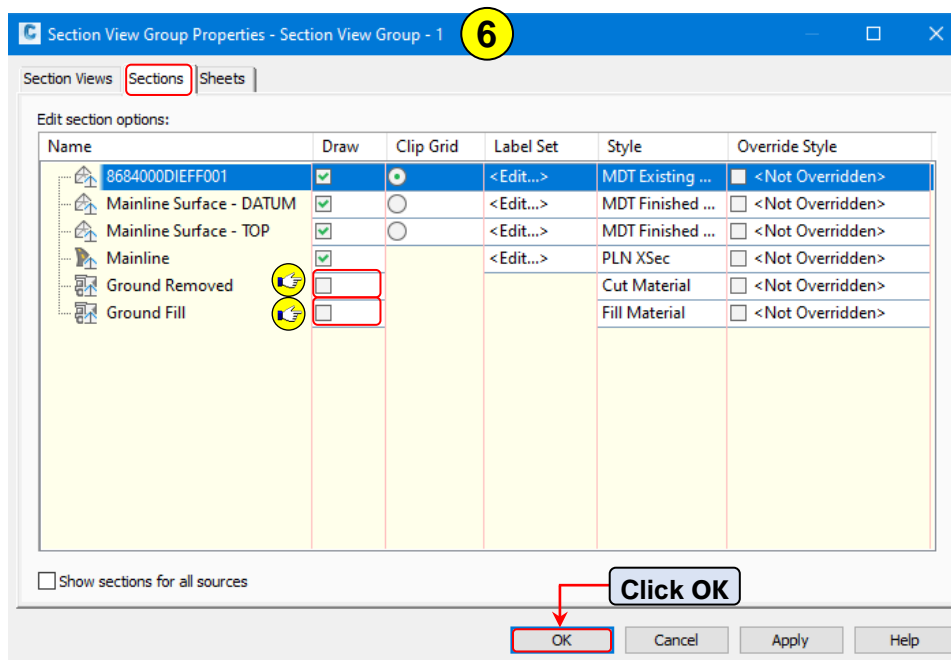 C Section View Group Properties - Section View Group - 1 6
Section Views Sections Sheets
Edit section options:
Name Draw Clip Grid Label Set Style Override Style
8684000DIEFF001 <Edit...> MDT Existing ... <Not Overridden>
Mainline Surface - DATUM <Edit...> MDT Finished ... <Not Overridden>
Mainline Surface - TOP <Edit...> MDT Finished ... <Not Overridden>
Mainline <Edit...> PLN XSec <Not Overridden>
Ground Removed Cut Material <Not Overridden>
Ground Fill Fill Material <Not Overridden>
Show sections for all sources
Click OK
OK Cancel Apply Help